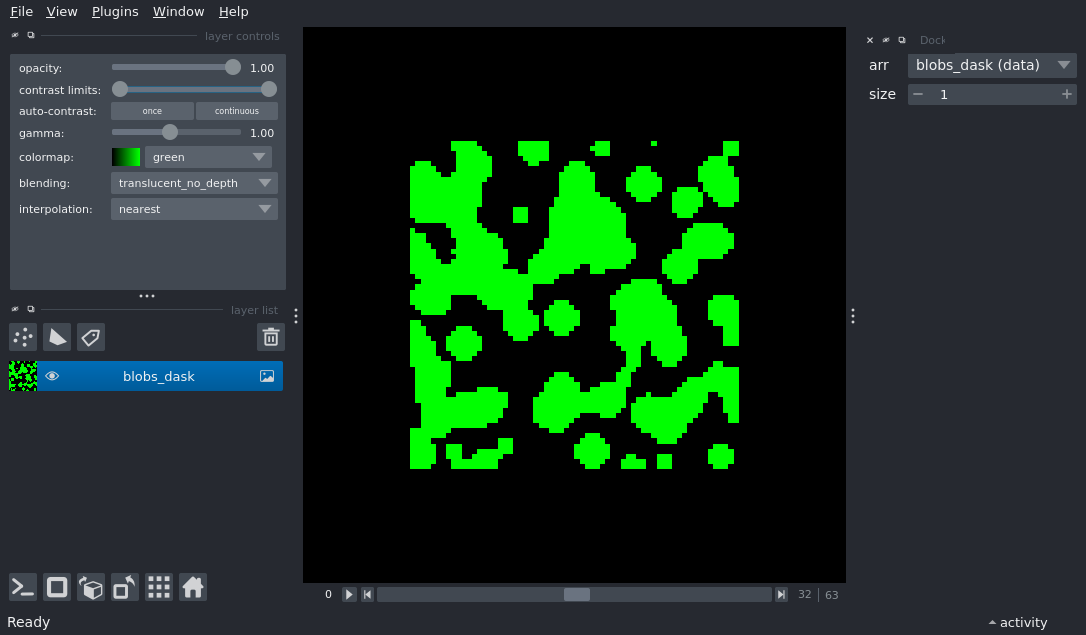 File View Plugins Window Help
layer controls
opacity: 1.00
contrast limits:
auto-contrast: once continuous
gamma: 1.00
colormap: green
blending: translucent_no_depth
interpolation: nearest
layer list
blobs_dask
0 32 63
Dock
arr blobs_dask (data)
size 1
Ready
activity